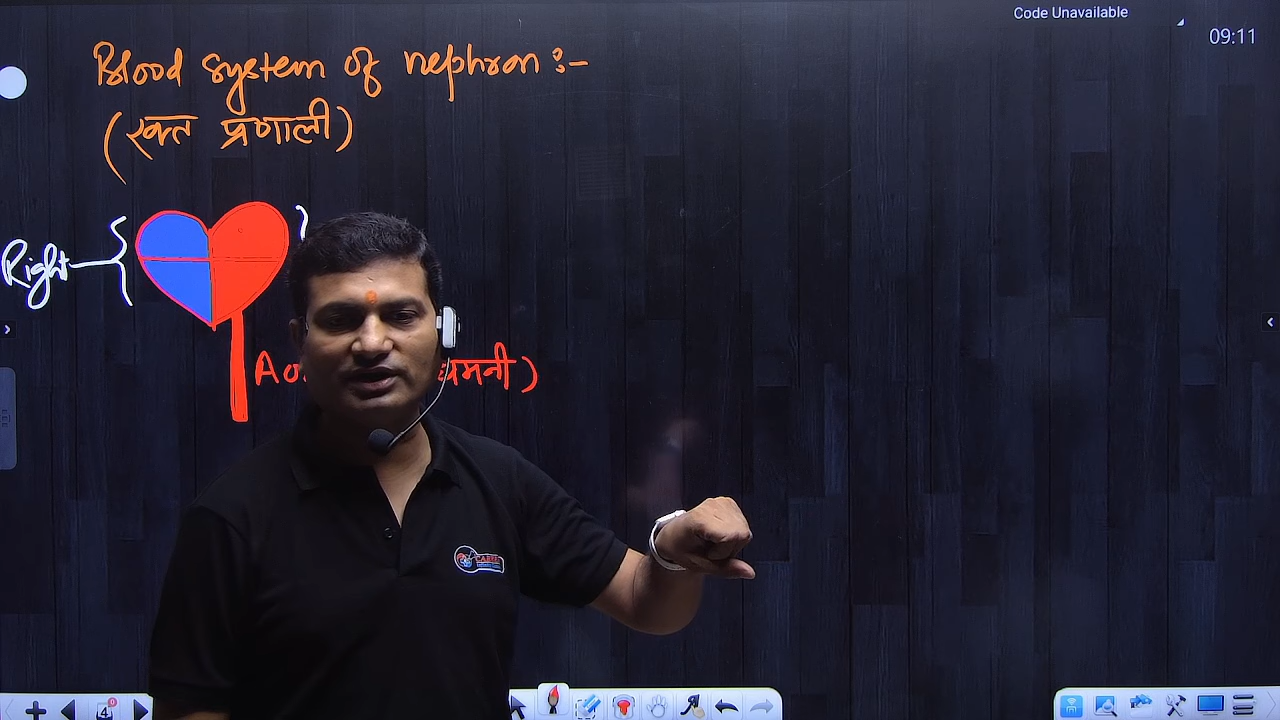 Code Unavailable
09:11
Blood system of nephron :-
(रक्त प्रणाली)
Right
धमनी)
4